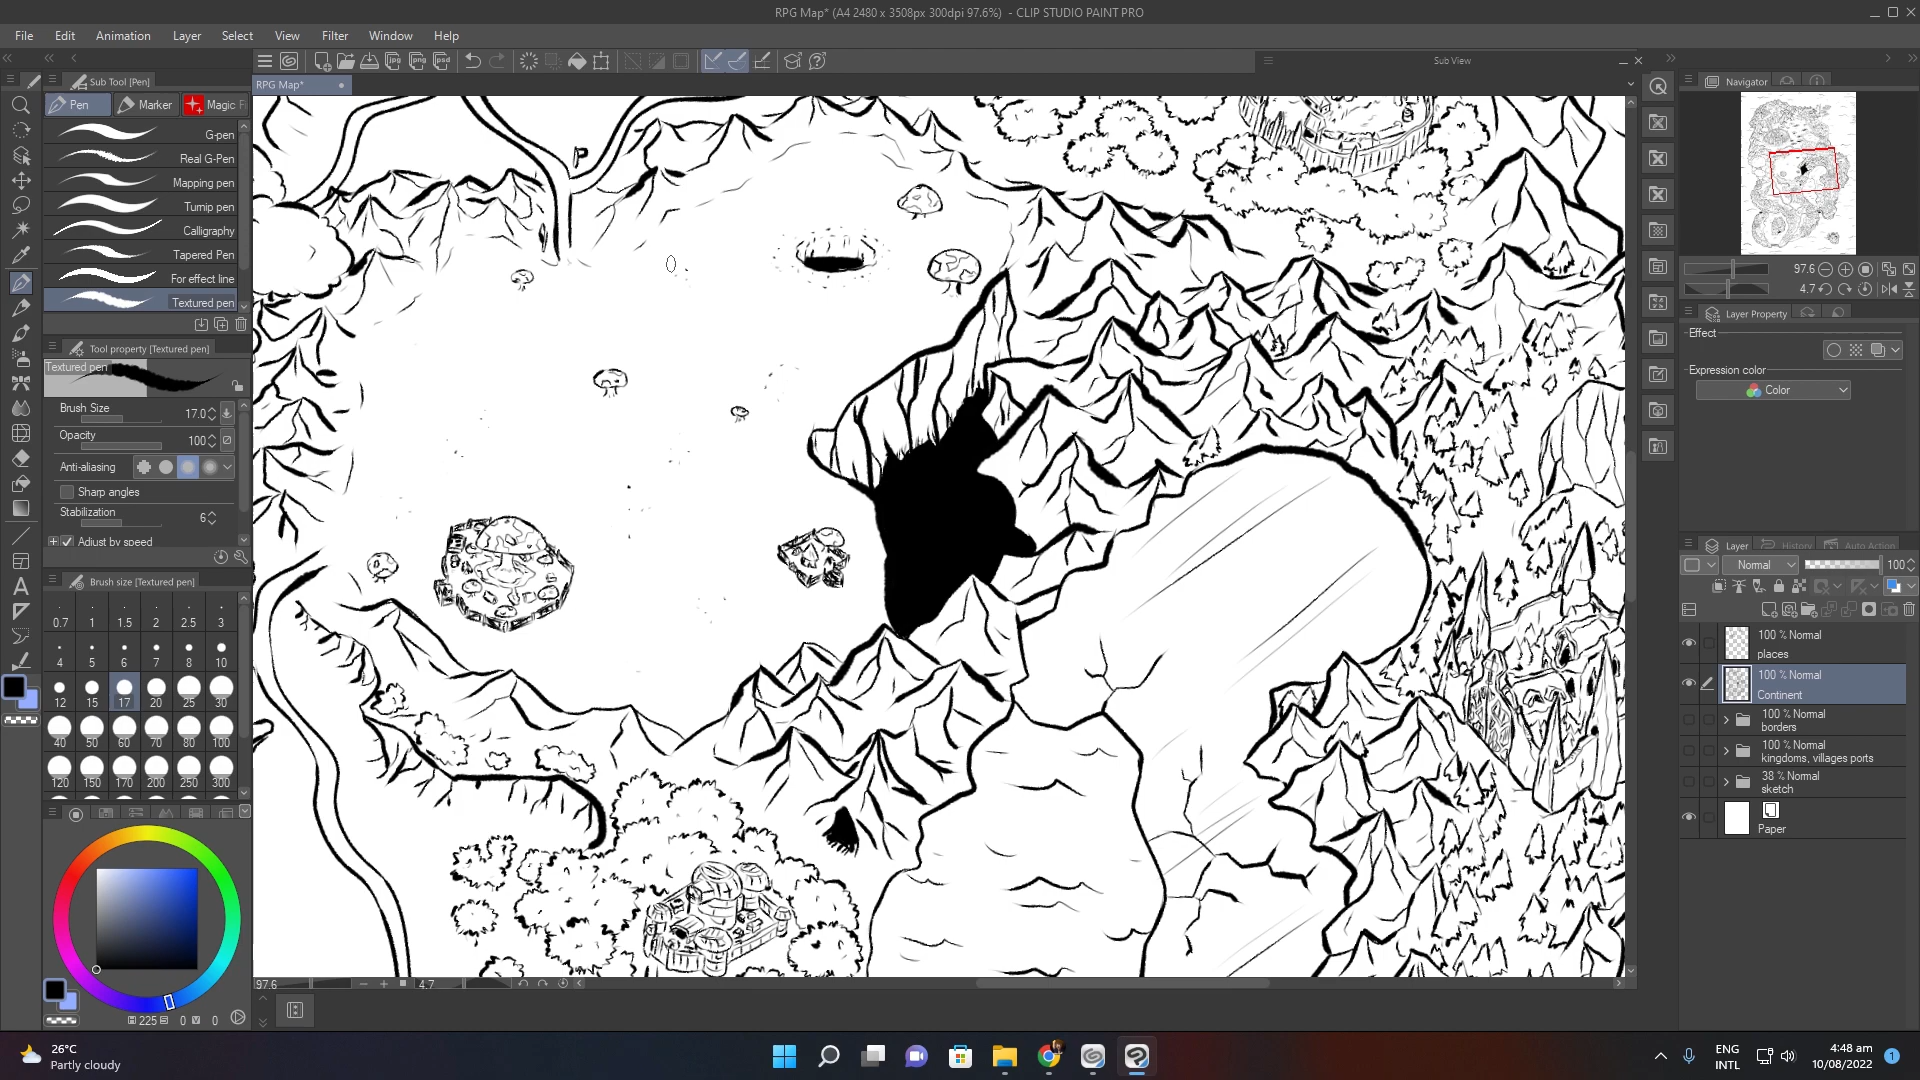 RPG Map* (A4 2480 x 3508px 300dpi 97.6%)  - CLIP STUDIO PAINT PRO
File Edit Animation Layer Select View Filter Window Help
Sub View
Sub Tool [Pen]
RPG Map*
Navigator
Pen Marker Magic Fi
G-pen
Real G-Pen
Mapping pen
Turnip pen
Calligraphy
Tapered Pen
For effect line
Textured pen
Tool property [Textured pen]
Textured pen
Brush Size 17.0
Opacity 100
Anti-aliasing
Sharp angles
Stabilization 6
Adjust by speed
Brush size [Textured pen]
0.7 1 1.5 2 2.5 3
4 5 6 7 8 10
12 15 17 20 25 30
40 50 60 70 80 100
120 150 170 200 250 300
225 0 0
97.6 4.7
97.6
4.7
Layer Property
Effect
Expression color
Color
Layer History Auto Action
Normal 100
100 % Normal
places
100 % Normal
Continent
100 % Normal
borders
100 % Normal
kingdoms, villages ports
38 % Normal
sketch
Paper
26°C
Partly cloudy
ENG
INTL
4:48 am
10/08/2022
1